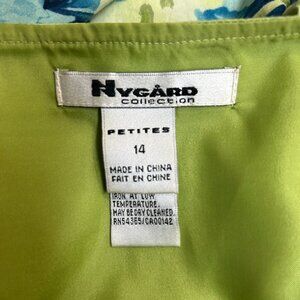 NYGÅRD
collection
PETITES
14
MADE IN CHINA
FAIT EN CHINE
IRON AT LOW
TEMPERATURE.
MAY BE DRY CLEANED.
RN54365/CA00142